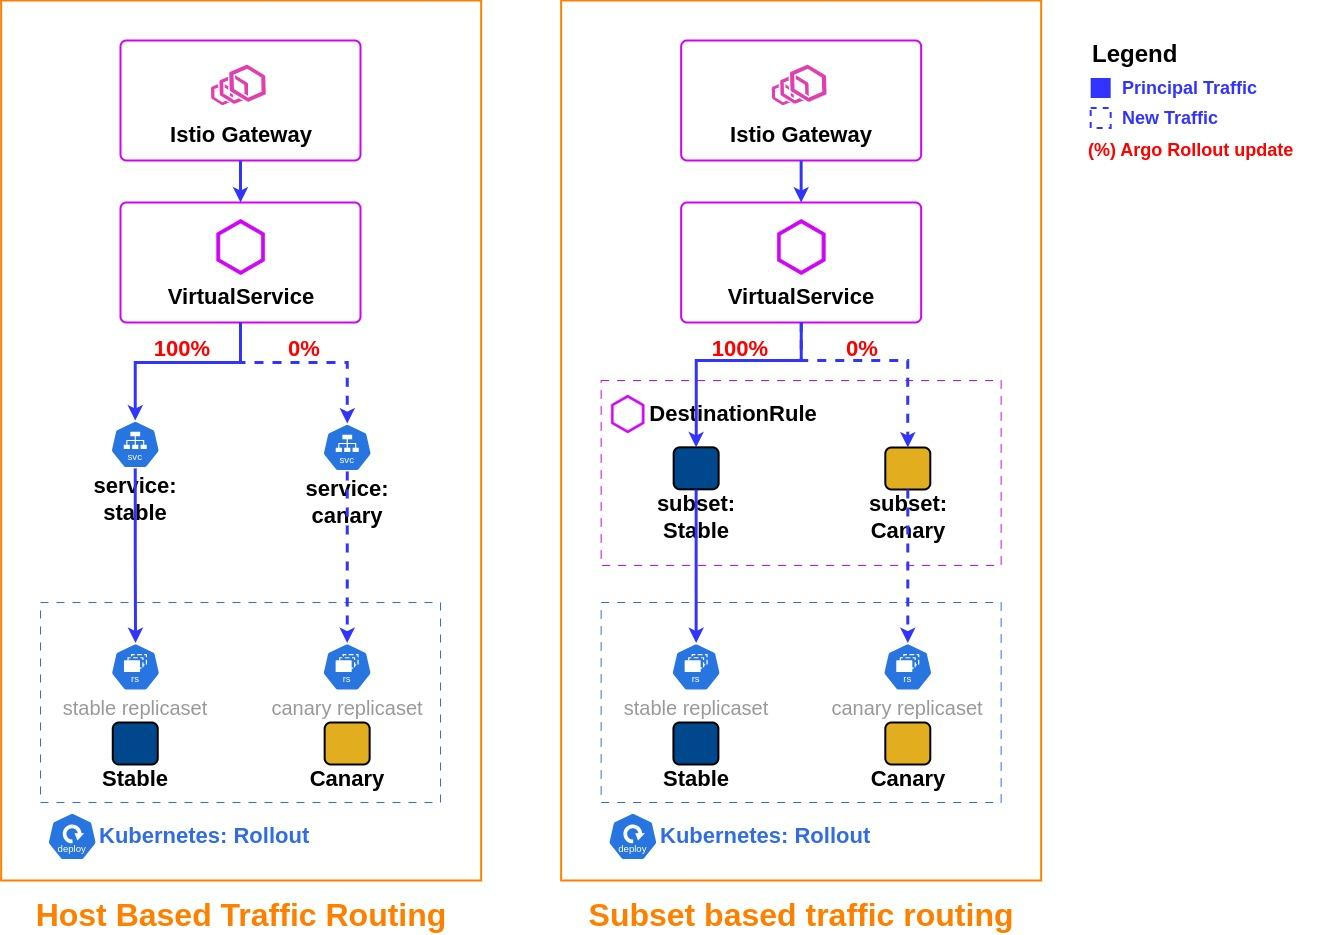 Istio Gateway
VirtualService
100%
0%
svc
service:
stable
svc
service:
canary
rs
stable replicaset
Stable
rs
canary replicaset
Canary
deploy
Kubernetes: Rollout
Host Based Traffic Routing
Istio Gateway
VirtualService
100%
0%
DestinationRule
subset:
Stable
subset:
Canary
rs
stable replicaset
Stable
rs
canary replicaset
Canary
deploy
Kubernetes: Rollout
Subset based traffic routing
Legend
Principal Traffic
New Traffic
(%) Argo Rollout update